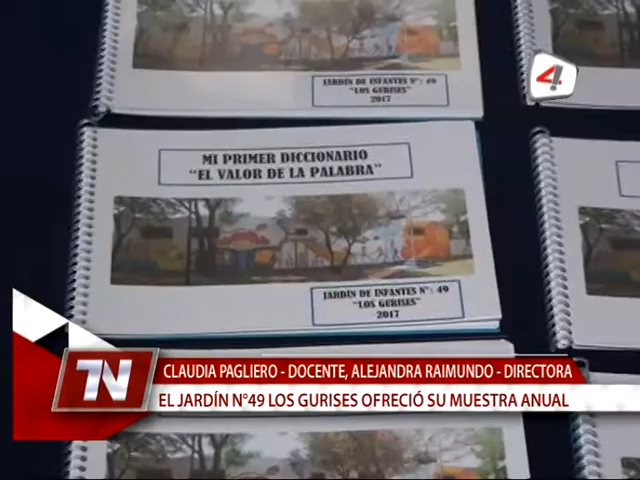 JARDÍN DE INFANTES N°: 49
"LOS GURISES"
2017
4
MI PRIMER DICCIONARIO
"EL VALOR DE LA PALABRA"
JARDÍN DE INFANTES N°: 49
"LOS GURISES"
2017
TN
CLAUDIA PAGLIERO - DOCENTE, ALEJANDRA RAIMUNDO - DIRECTORA
EL JARDÍN N°49 LOS GURISES OFRECIÓ SU MUESTRA ANUAL